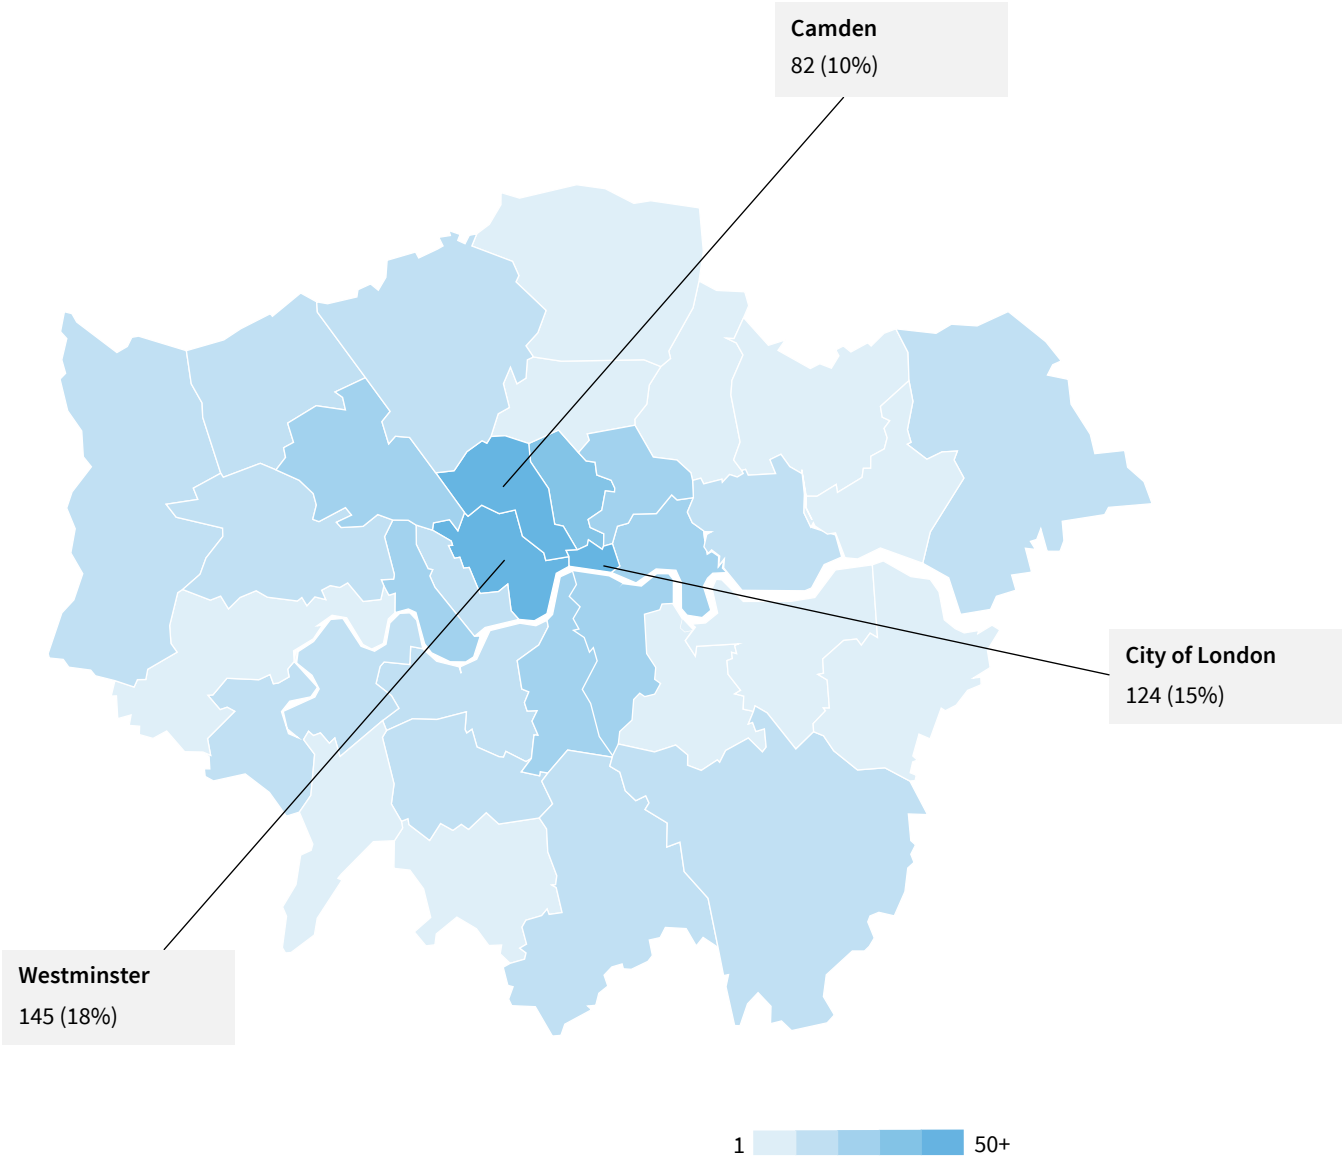 Camden
82 (10%)
City of London
124 (15%)
Westminster
145 (18%)
1
50+